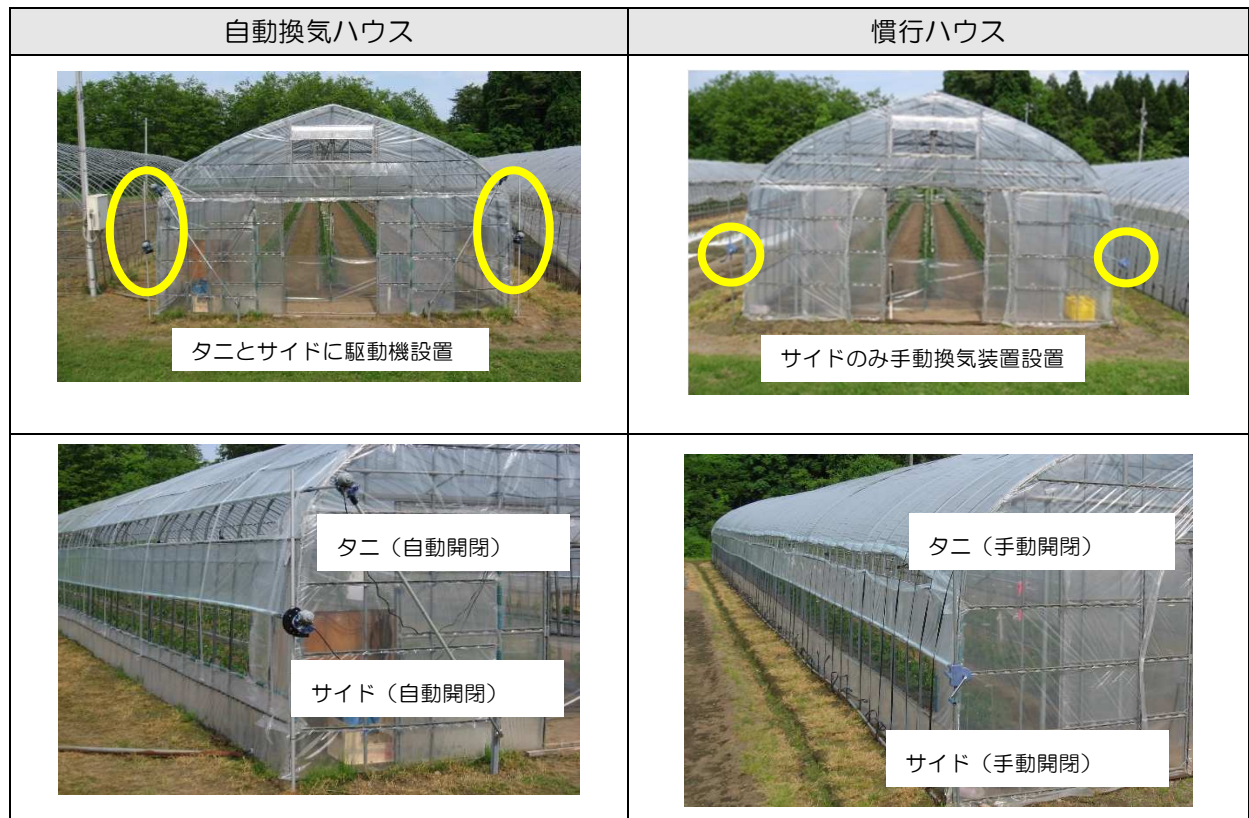 自動換気ハウス
慣行ハウス
タニとサイドに駆動機設置
サイドのみ手動換気装置設置
タニ（自動開閉）
サイド（自動開閉）
タニ（手動開閉）
サイド（手動開閉）